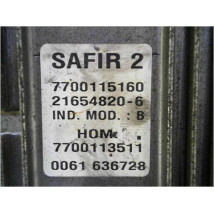 SAFIR 2
7700115160
21654820-6
IND. MOD. : B
HOM.
7700113511
0061 636728